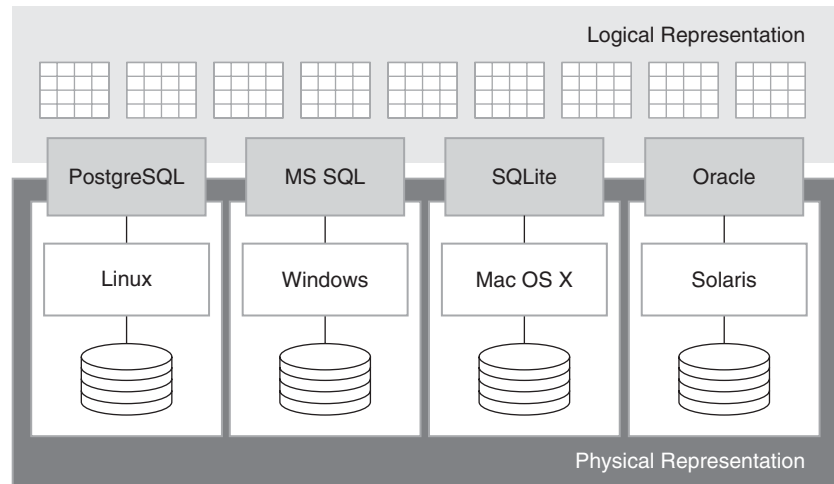 Logical Representation
PostgreSQL
MS SQL
SQLite
Oracle
Linux
Windows
Mac OS X
Solaris
Physical Representation